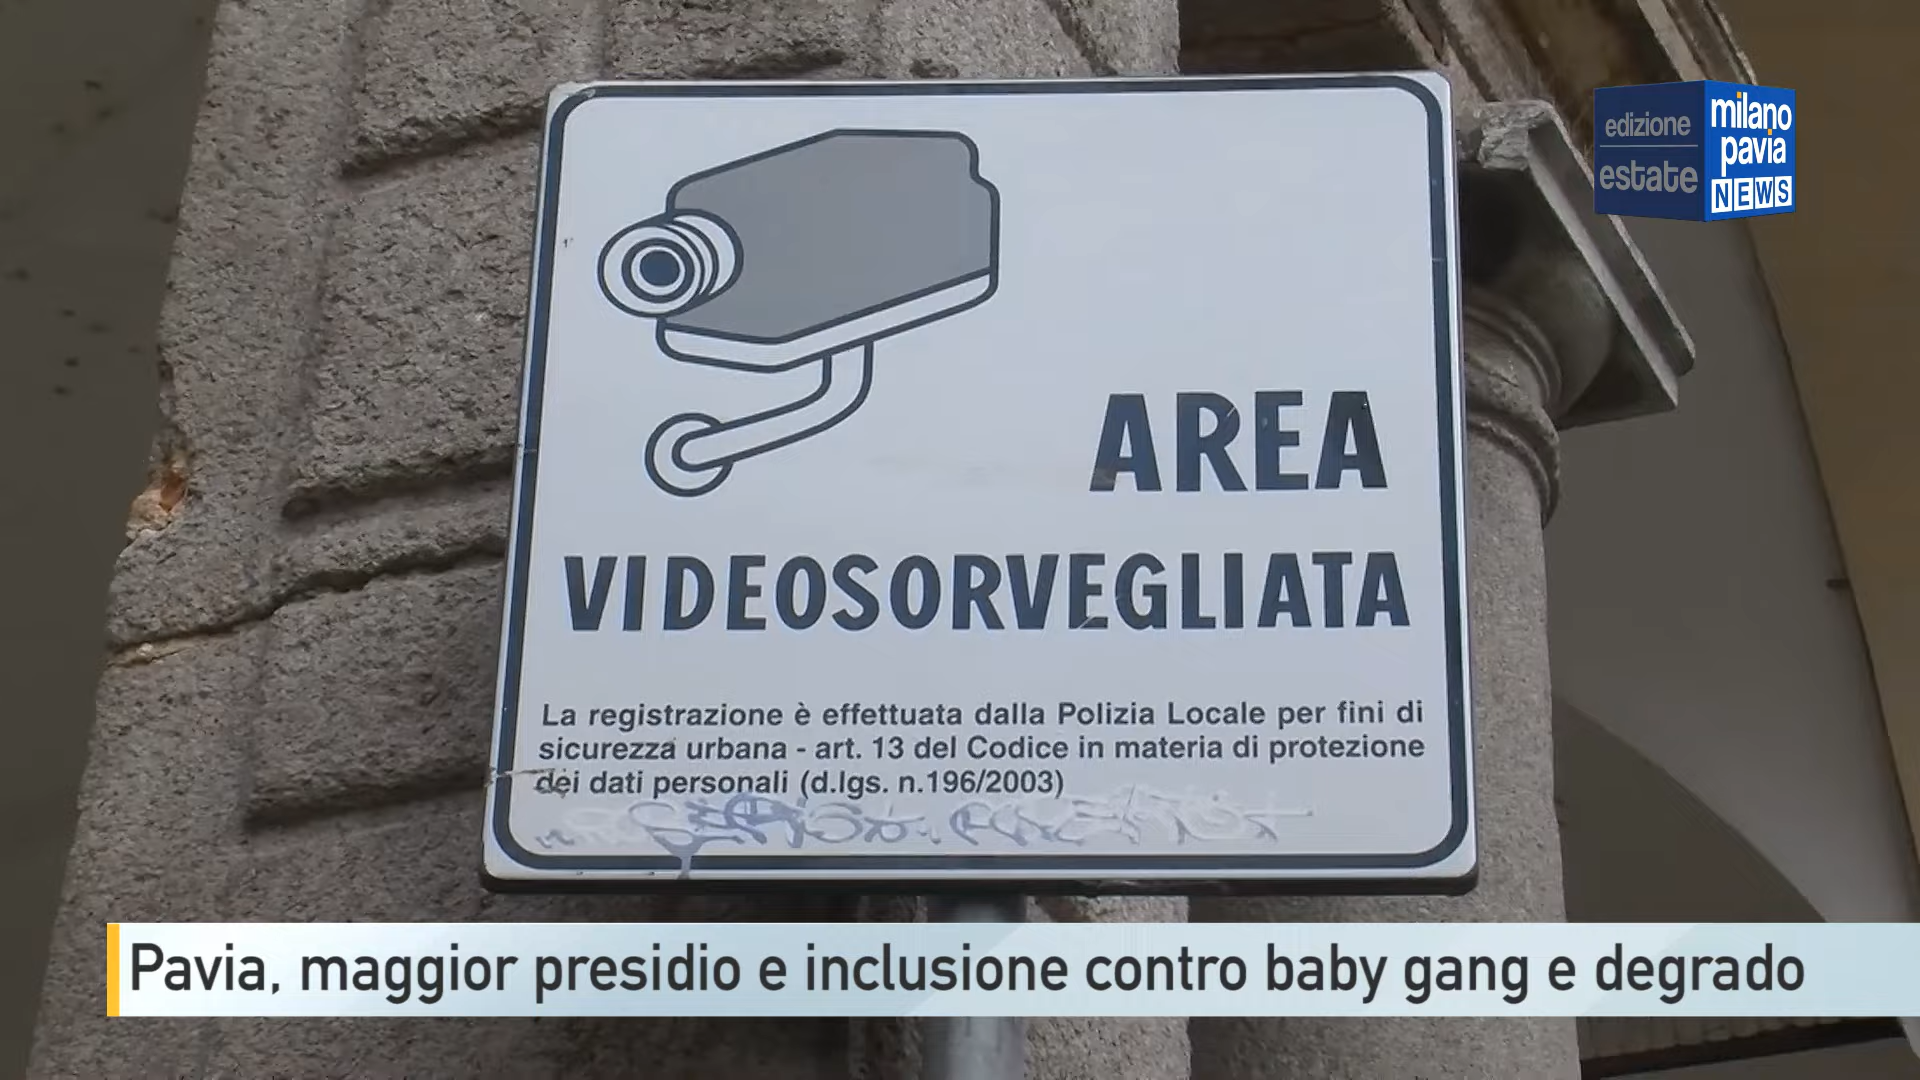 edizione
estate
milano
pavia
NEWS
AREA
VIDEOSORVEGLIATA
La registrazione è effettuata dalla Polizia Locale per fini di
sicurezza urbana - art. 13 del Codice in materia di protezione
dei dati personali (d.lgs. n.196/2003)
Pavia, maggior presidio e inclusione contro baby gang e degrado